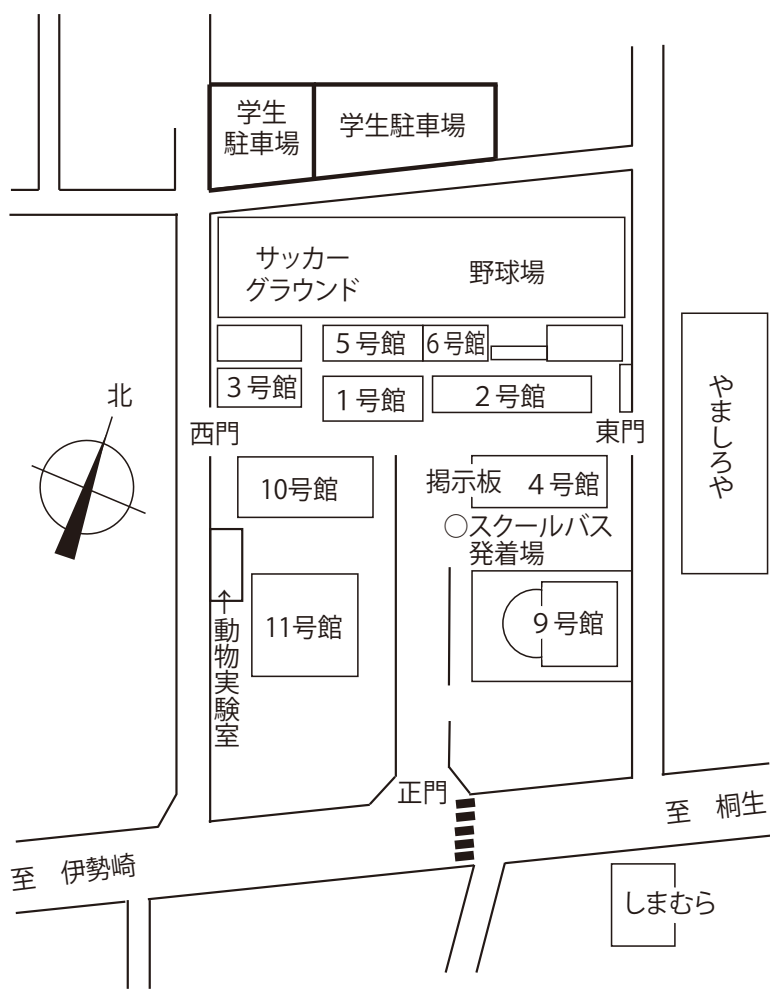 学生
駐車場
学生駐車場
サッカー
グラウンド
野球場
5号館
6号館
3号館
1号館
2号館
北
西門
東門
やましろや
10号館
掲示板
4号館
○スクールバス
発着場
11号館
9号館
↑動物実験室
正門
至 桐生
至 伊勢崎
しまむら